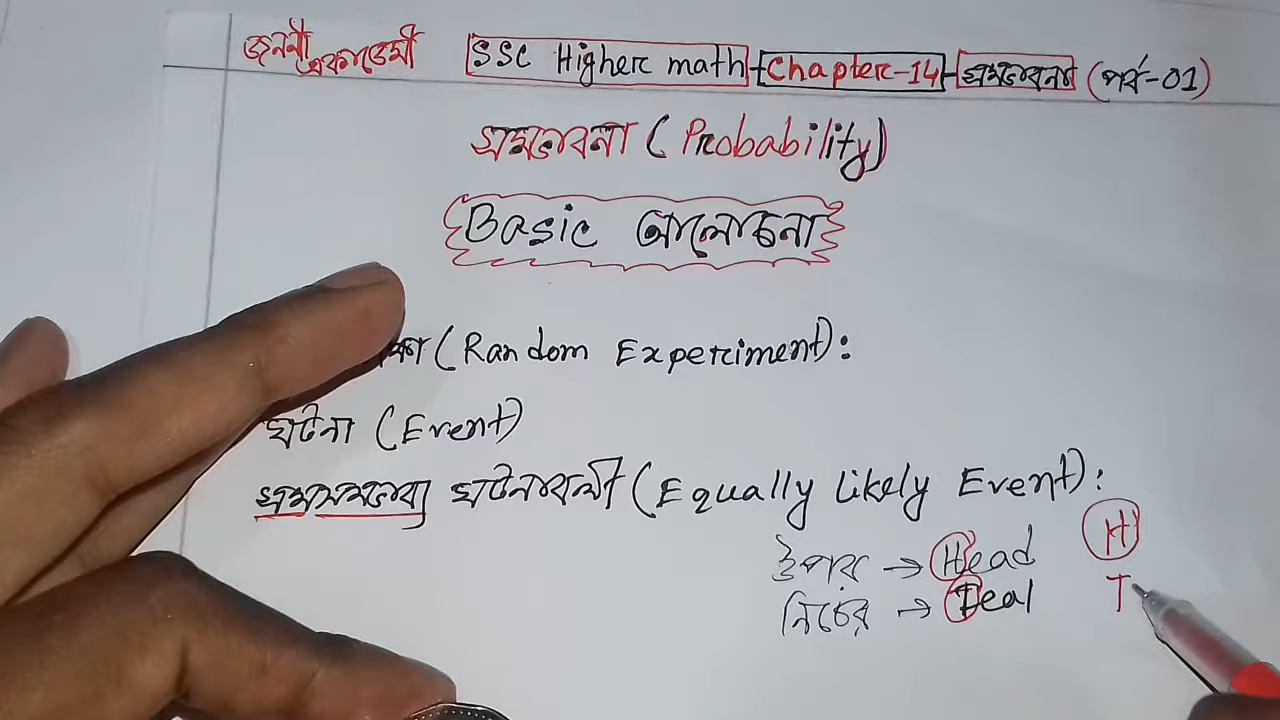 জননী একাডেমী SSC Higher math - Chapter-14 - সম্ভাবনা (পর্ব-01)
সম্ভাবনা (Probability)
Basic আলোচনা
(Random Experiment):
ঘটনা (Event)
সমসম্ভাব্য ঘটনাবলী (Equally Likely Event):
উপরে → Head H
নিচের → Teal T